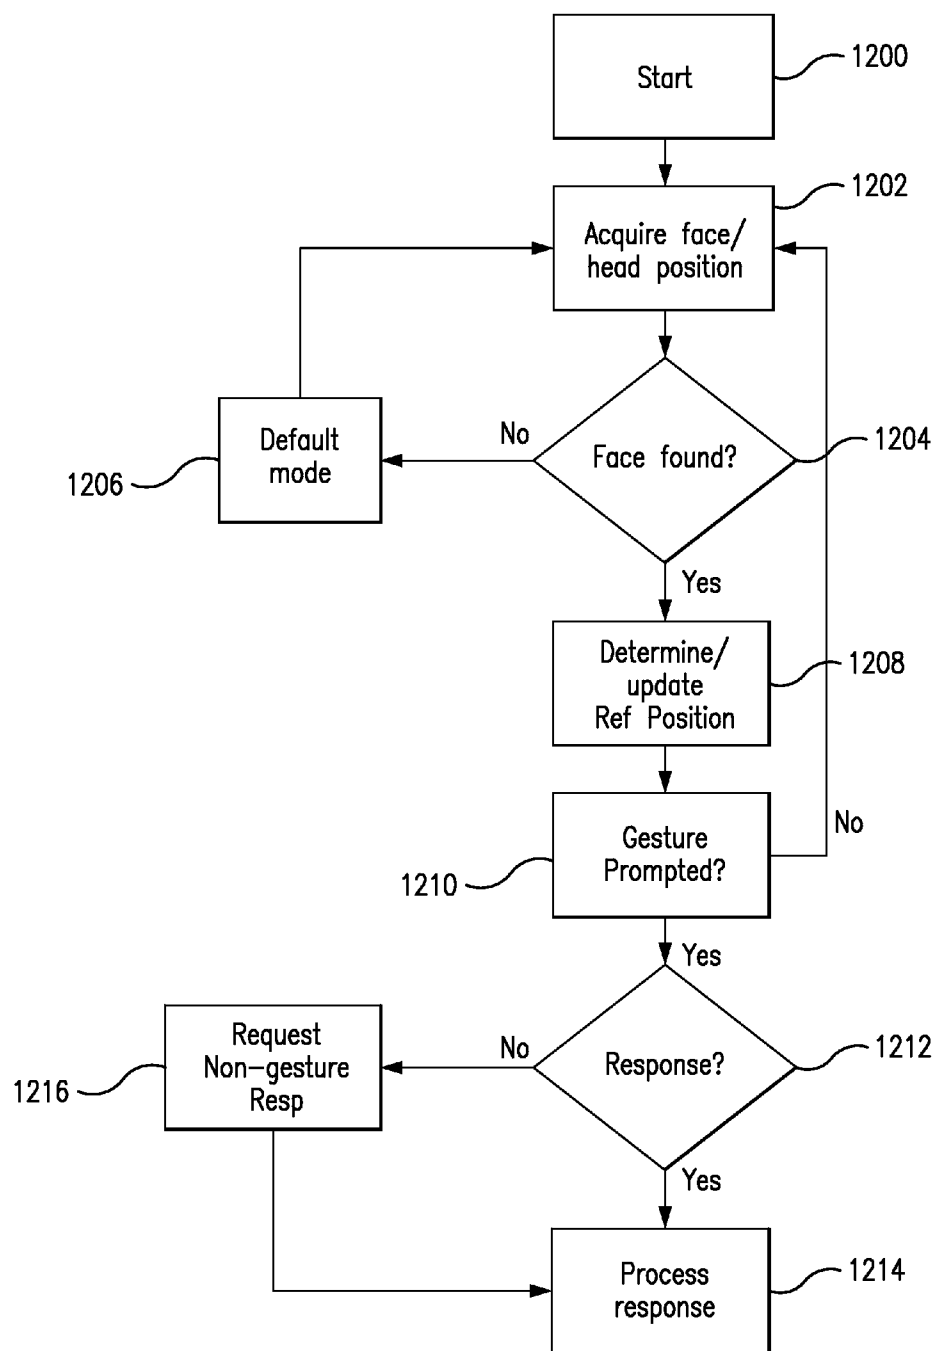 Start
1200
1202
Acquire face/
head position
No
1204
Default
mode
Face found?
1206
Yes
Determine/
update
Ref Position
1208
No
Gesture
Prompted?
1210
Yes
Request
Non-gesture
Resp
No
1212
Response?
1216
Yes
Process
response
1214